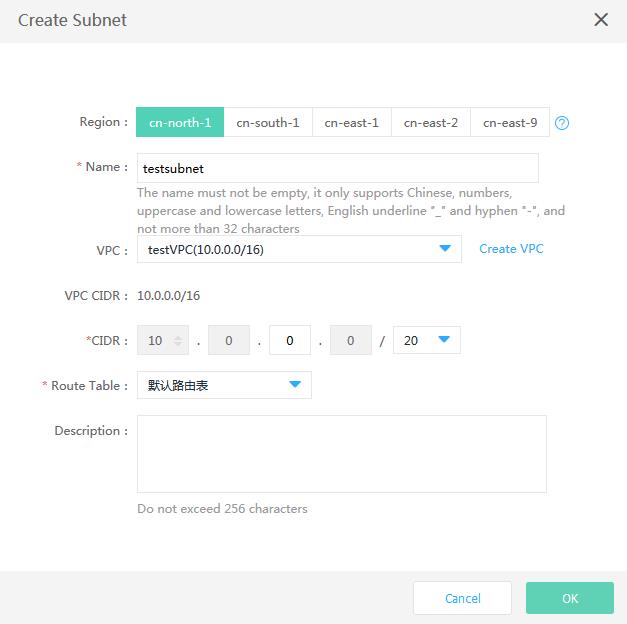 Create Subnet
Region : cn-north-1 cn-south-1 cn-east-1 cn-east-2 cn-east-9 ?
* Name : testsubnet
The name must not be empty, it only supports Chinese, numbers,
uppercase and lowercase letters, English underline "_" and hyphen "-", and
not more than 32 characters
VPC : testVPC(10.0.0.0/16) Create VPC
VPC CIDR : 10.0.0.0/16
*CIDR : 10 . 0 . 0 . 0 / 20
* Route Table : 默认路由表
Description :
Do not exceed 256 characters
Cancel OK